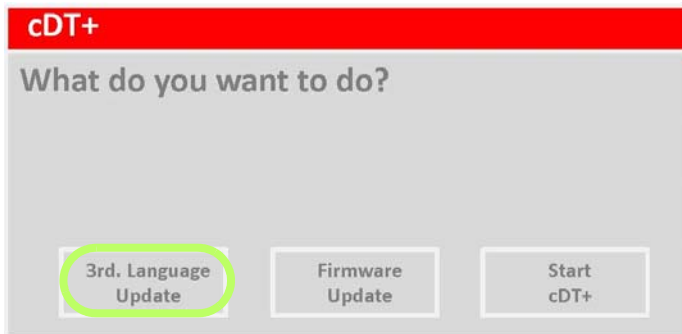 cDT+
What do you want to do?
3rd. Language
Update
Firmware
Update
Start
cDT+